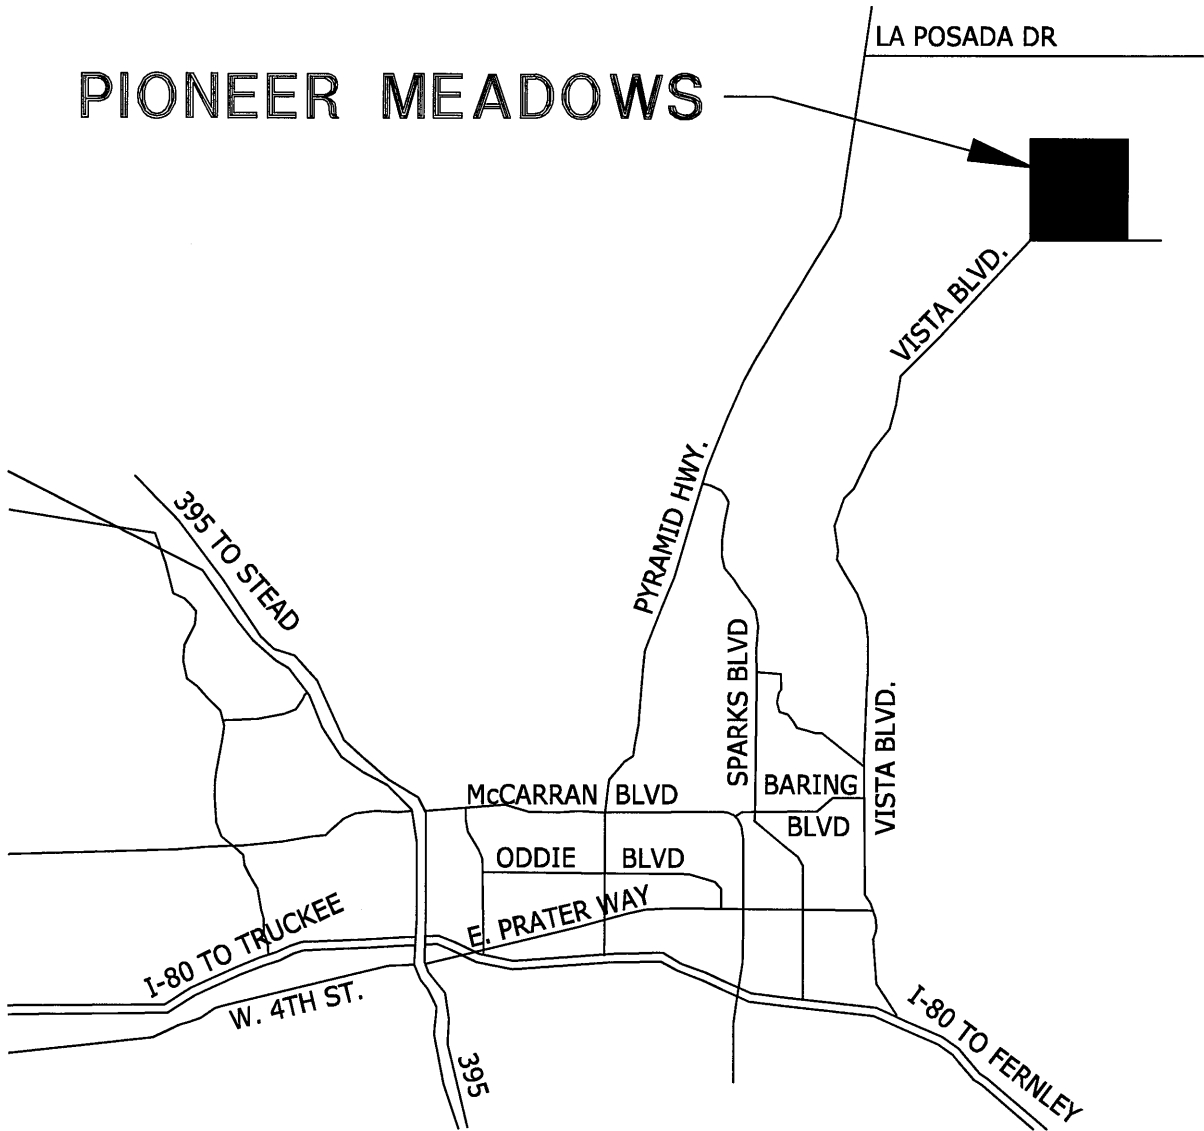 LA POSADA DR
PIONEER MEADOWS
VISTA BLVD.
PYRAMID HWY.
395 TO STEAD
SPARKS BLVD
VISTA BLVD.
McCARRAN BLVD
BARING
BLVD
ODDIE BLVD
E. PRATER WAY
I-80 TO TRUCKEE
W. 4TH ST.
I-80 TO FERNLEY
395